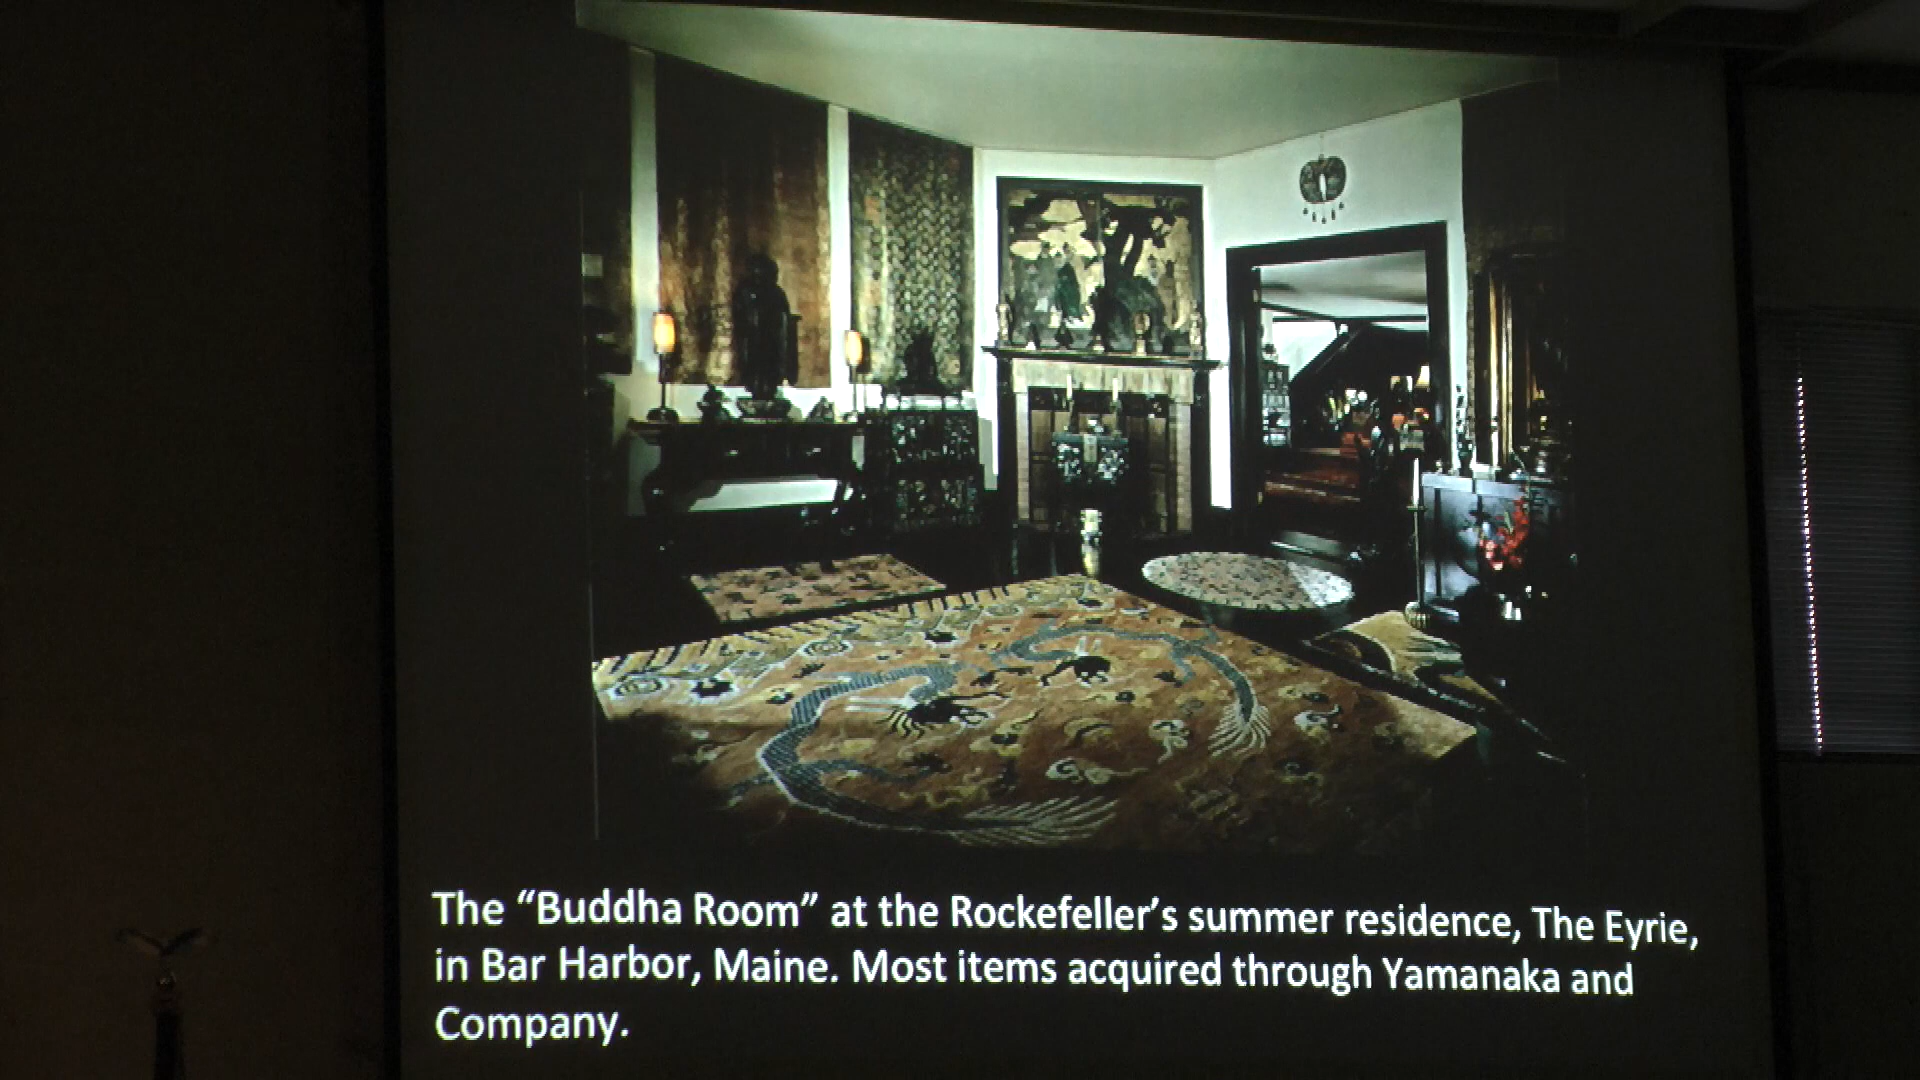 The “Buddha Room” at the Rockefeller’s summer residence, The Eyrie,
in Bar Harbor, Maine. Most items acquired through Yamanaka and
Company.